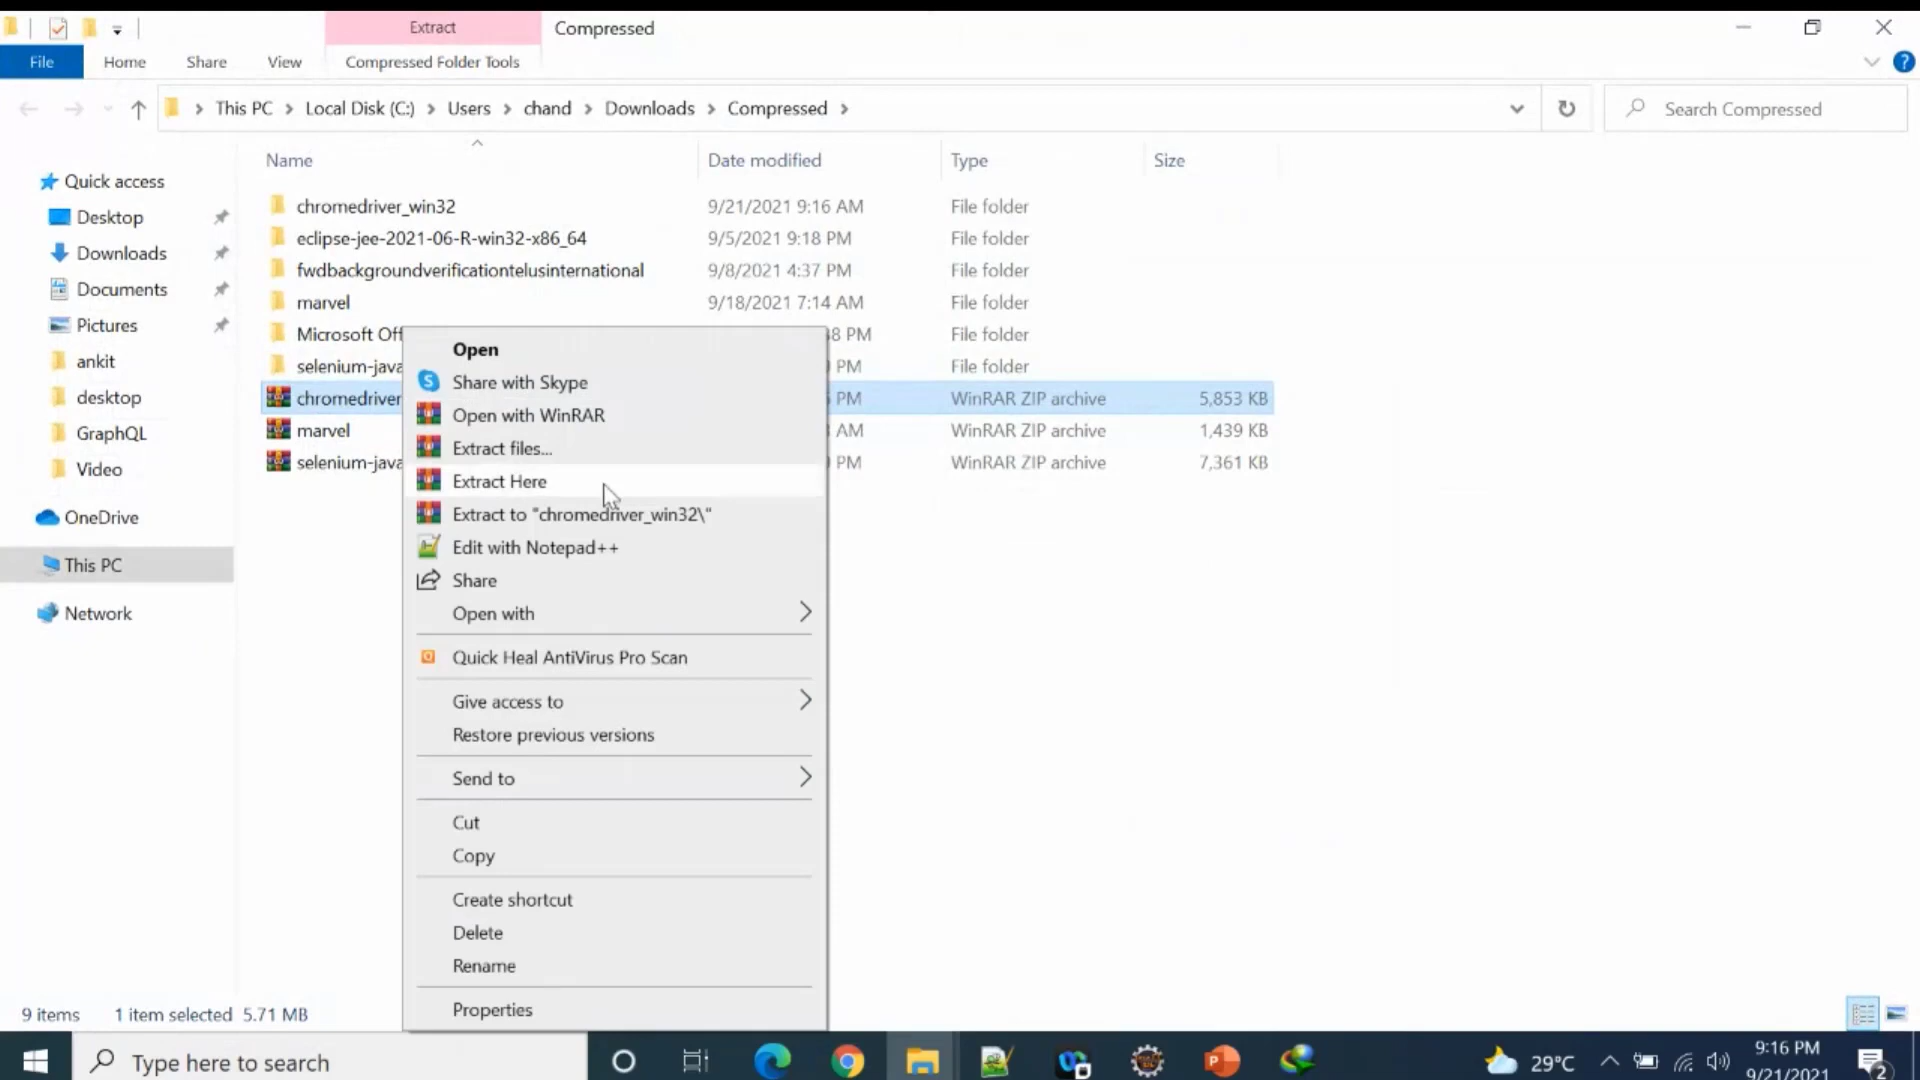 Extract
Compressed
File
Home
Share
View
Compressed Folder Tools
This PC
Local Disk (C:)
Users
chand
Downloads
Compressed
Search Compressed
Name
Date modified
Type
Size
Quick access
Desktop
Downloads
Documents
Pictures
ankit
desktop
GraphQL
Video
OneDrive
This PC
Network
chromedriver_win32 9/21/2021 9:16 AM File folder
eclipse-jee-2021-06-R-win32-x86_64 9/5/2021 9:18 PM File folder
fwdbackgroundverificationtelusinternational 9/8/2021 4:37 PM File folder
marvel 9/18/2021 7:14 AM File folder
Microsoft Off 8 PM File folder
selenium-java PM File folder
chromedriver PM WinRAR ZIP archive 5,853 KB
marvel AM WinRAR ZIP archive 1,439 KB
selenium-java PM WinRAR ZIP archive 7,361 KB
Open
Share with Skype
Open with WinRAR
Extract files...
Extract Here
Extract to "chromedriver_win32\"
Edit with Notepad++
Share
Open with
Quick Heal AntiVirus Pro Scan
Give access to
Restore previous versions
Send to
Cut
Copy
Create shortcut
Delete
Rename
Properties
9 items 1 item selected 5.71 MB
Type here to search
29°C
9:16 PM
9/21/2021
2